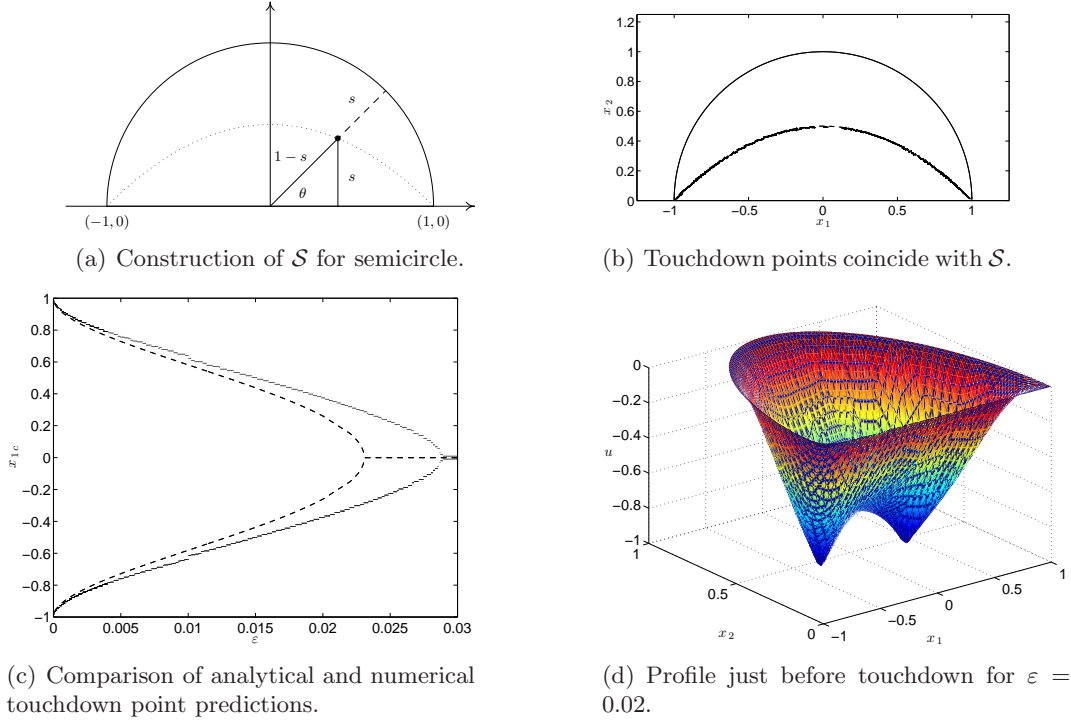 s
1 − s
s
θ
(−1, 0)
(1, 0)
(a) Construction of 𝒮 for semicircle.
1.2
1
0.8
0.6
0.4
0.2
0
x₂
−1
−0.5
0
0.5
1
x₁
(b) Touchdown points coincide with 𝒮.
1
0.8
0.6
0.4
0.2
0
−0.2
−0.4
−0.6
−0.8
−1
x₁c
0
0.005
0.01
0.015
0.02
0.025
0.03
ε
(c) Comparison of analytical and numerical
touchdown point predictions.
0
−0.2
−0.4
−0.6
−0.8
−1
u
1
0.5
0
x₂
−1
−0.5
0
0.5
1
x₁
(d) Profile just before touchdown for ε =
0.02.